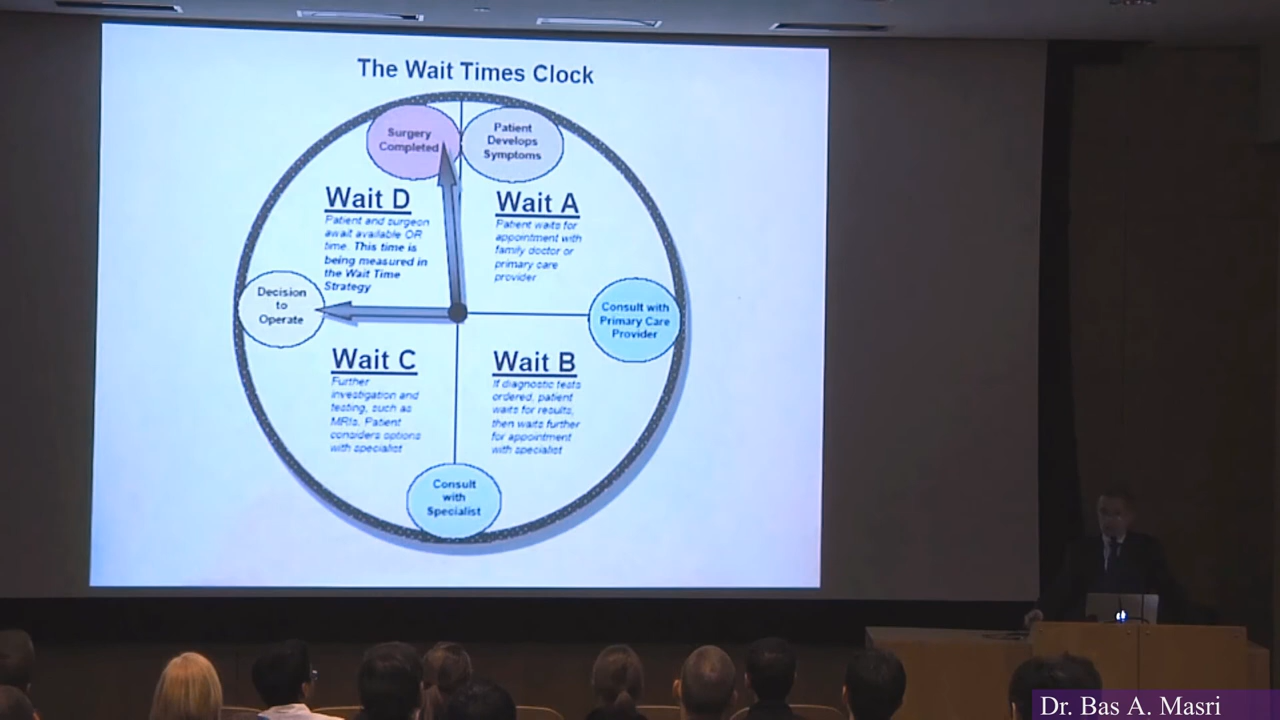 The Wait Times Clock
Surgery
Completed
Patient
Develops
Symptoms
Wait D
Patient and surgeon
await available OR
time. This time is
being measured in
the Wait Time
Strategy
Wait A
Patient waits for
appointment with
family doctor or
primary care
provider
Decision
to
Operate
Consult with
Primary Care
Provider
Wait C
Further
investigation and
testing, such as
MRIs. Patient
considers options
with specialist
Wait B
If diagnostic tests
ordered, patient
waits for results,
then waits further
for appointment
with specialist
Consult
with
Specialist
Dr. Bas A. Masri